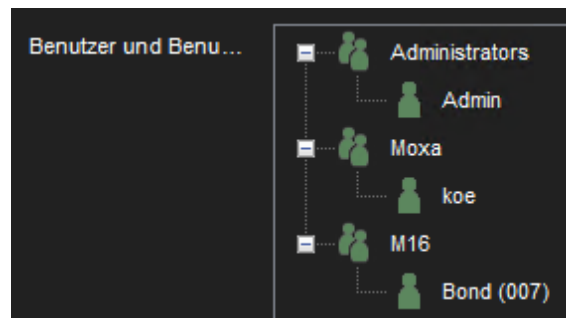 Benutzer und Benu...
Administrators
Admin
Moxa
koe
M16
Bond (007)